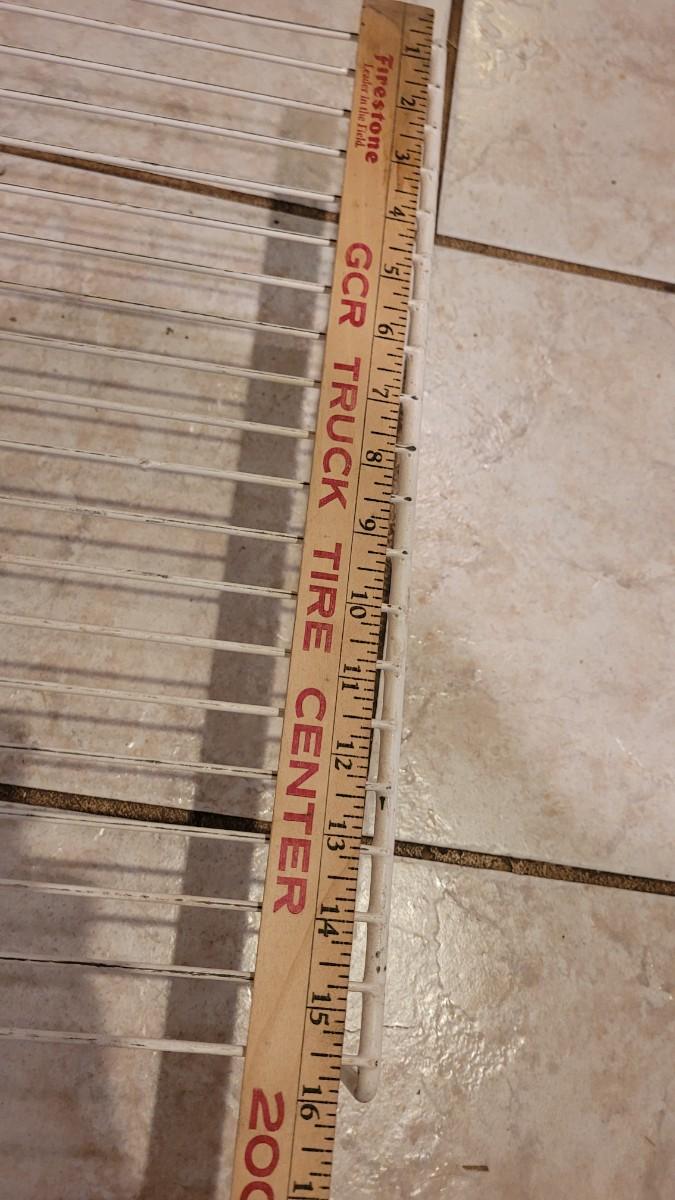 Firestone
Leader in the Field.
GCR TRUCK TIRE CENTER
200
1 2 3 4 5 6 7 8 9 10 11 12 13 14 15 16 1